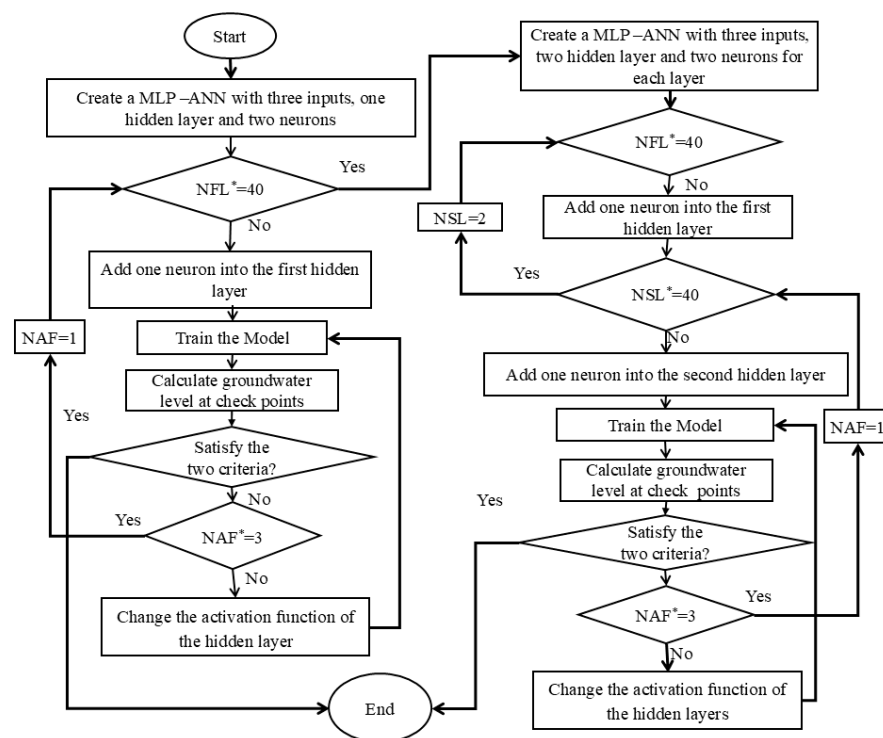 Start
Create a MLP –ANN with three inputs, one
hidden layer and two neurons
NFL*=40
Yes
No
Add one neuron into the first hidden
layer
NAF=1
Train the Model
Calculate groundwater
level at check points
Yes
Satisfy the
two criteria?
No
Yes
NAF*=3
No
Change the activation function of
the hidden layer
End
Create a MLP –ANN with three inputs,
two hidden layer and two neurons for
each layer
NFL*=40
No
NSL=2
Add one neuron into the first
hidden layer
Yes
NSL*=40
No
Add one neuron into the second hidden layer
Train the Model
NAF=1
Calculate groundwater
level at check points
Yes
Satisfy the
two criteria?
Yes
NAF*=3
No
Change the activation function of
the hidden layers